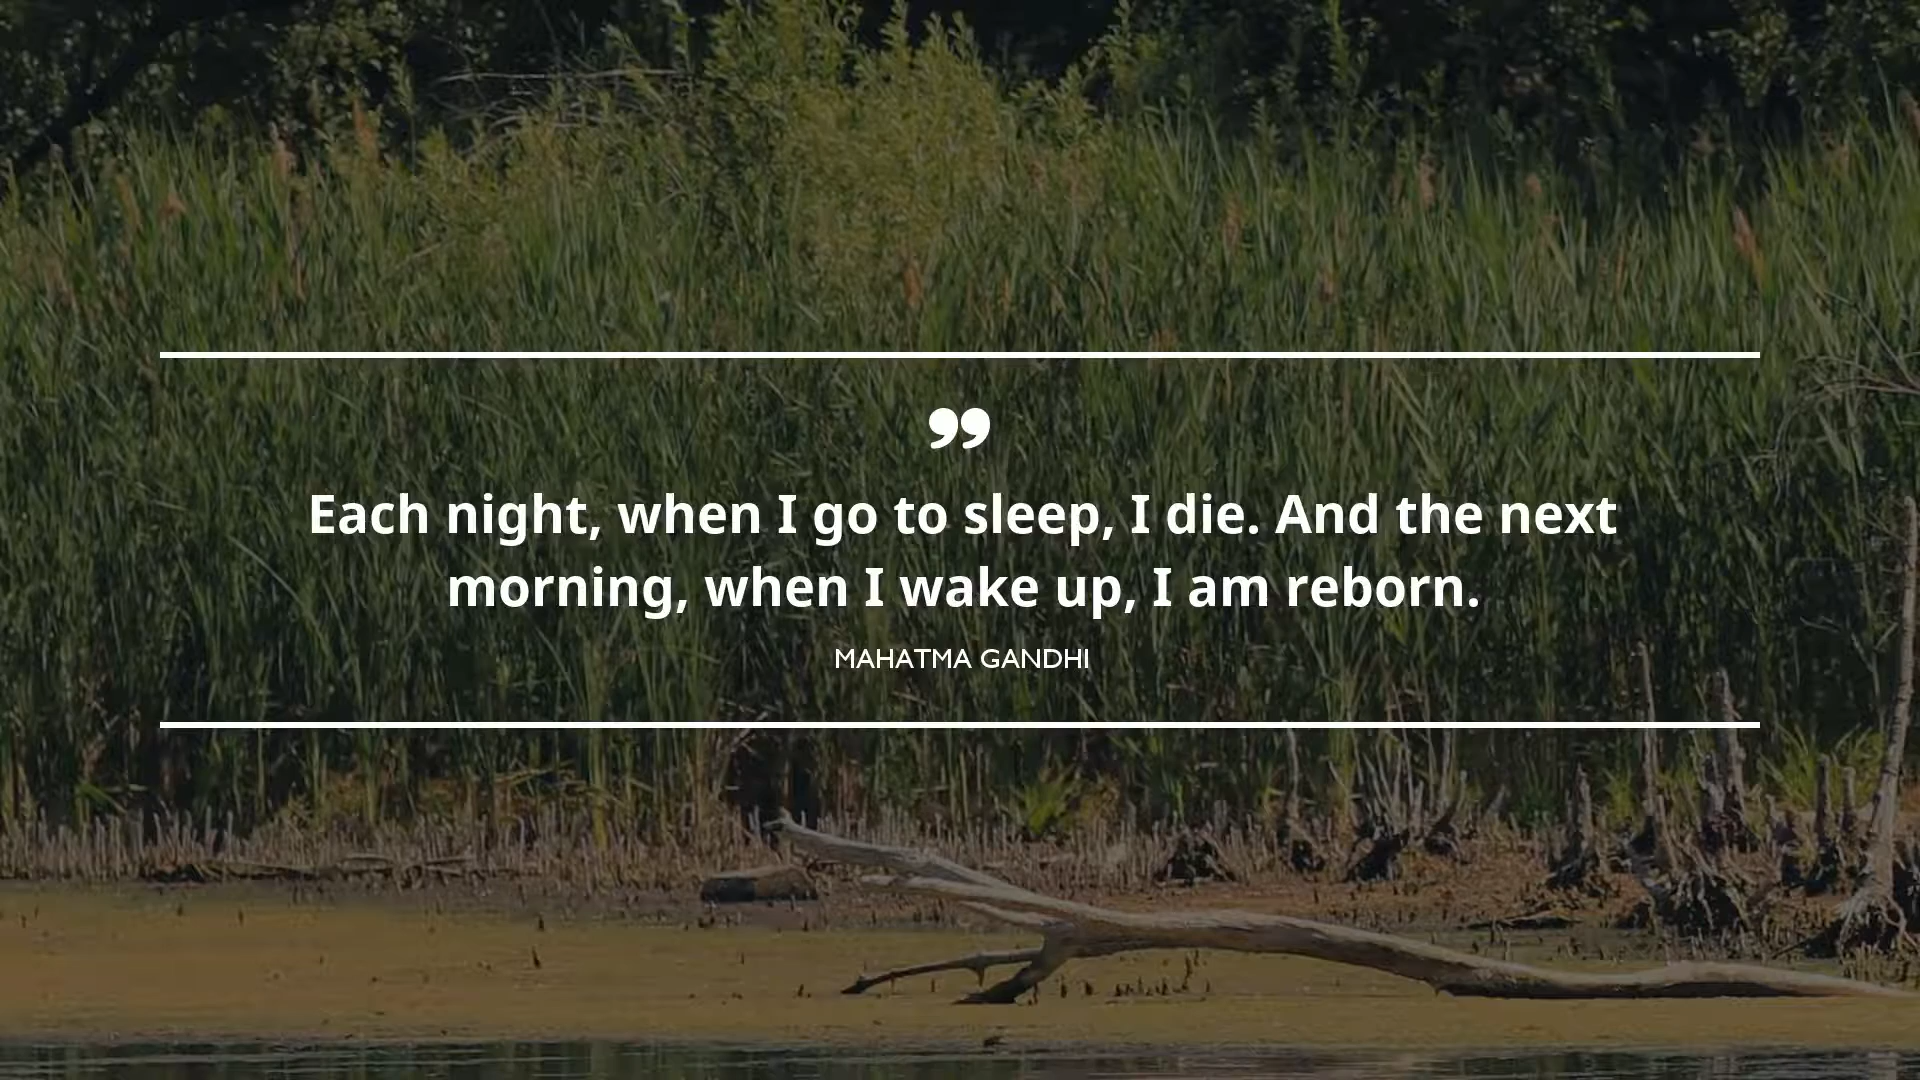 ”
Each night, when I go to sleep, I die. And the next
morning, when I wake up, I am reborn.
MAHATMA GANDHI